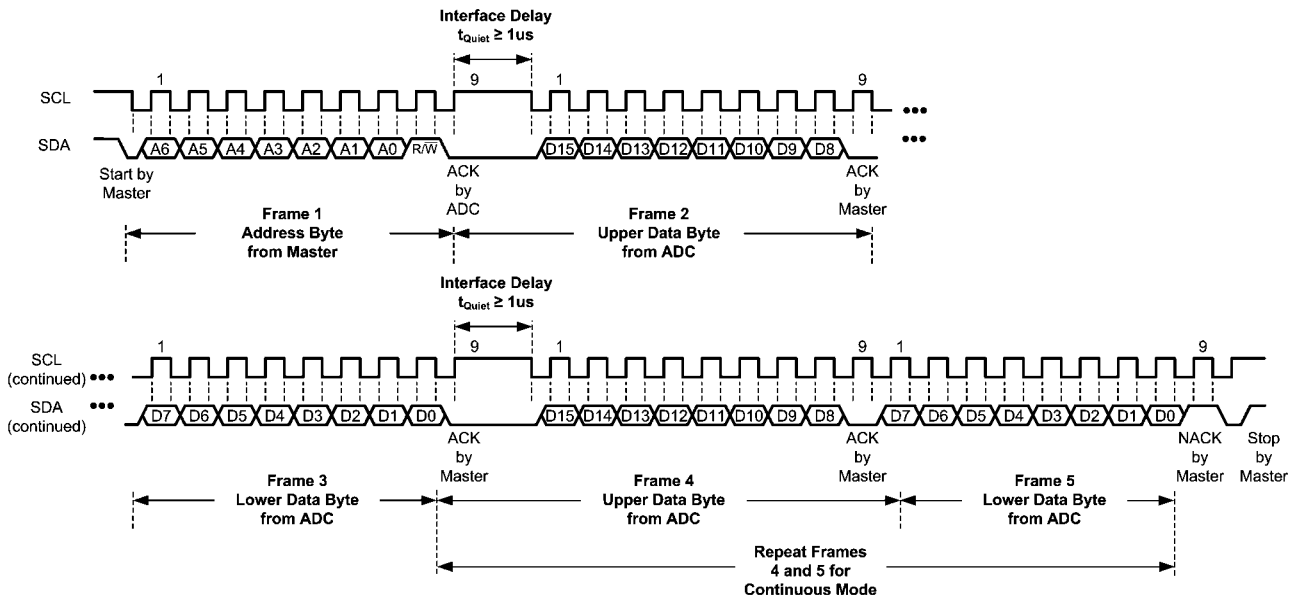 Interface Delay
tQuiet ≥ 1us
1 9 1 9
SCL
SDA
A6 A5 A4 A3 A2 A1 A0 R/W̅ D15 D14 D13 D12 D11 D10 D9 D8
•••
•••
Start by
Master
ACK
by
ADC
ACK
by
Master
Frame 1
Address Byte
from Master
Frame 2
Upper Data Byte
from ADC
Interface Delay
tQuiet ≥ 1us
1 9 1 9 1 9
SCL
(continued) •••
SDA •••
(continued)
D7 D6 D5 D4 D3 D2 D1 D0 D15 D14 D13 D12 D11 D10 D9 D8 D7 D6 D5 D4 D3 D2 D1 D0
ACK
by
Master
ACK
by
Master
NACK
by
Master
Stop
by
Master
Frame 3
Lower Data Byte
from ADC
Frame 4
Upper Data Byte
from ADC
Frame 5
Lower Data Byte
from ADC
Repeat Frames
4 and 5 for
Continuous Mode